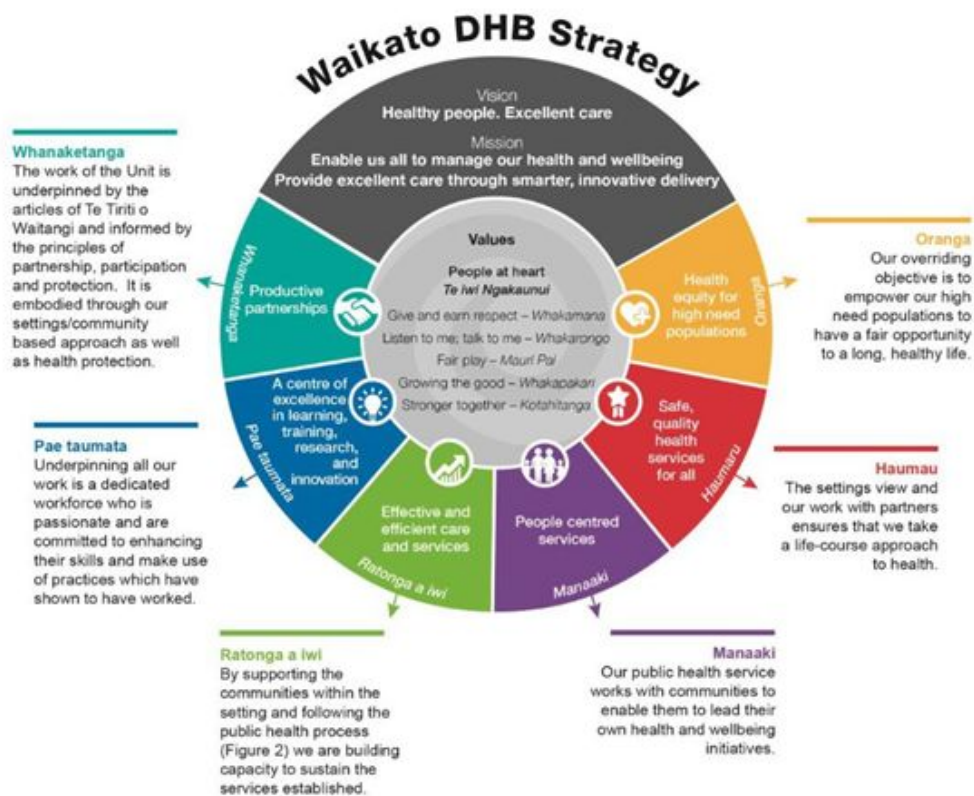 Waikato DHB Strategy
Vision
Healthy people. Excellent care
Mission
Enable us all to manage our health and wellbeing
Provide excellent care through smarter, innovative delivery
Values
People at heart
Te iwi Ngakaunui
Give and earn respect – Whakamana
Listen to me; talk to me – Whakarongo
Fair play – Mauri Pai
Growing the good – Whakapakari
Stronger together – Kotahitanga
Whanaketanga
The work of the Unit is
underpinned by the
articles of Te Tiriti o
Waitangi and informed by
the principles of
partnership, participation
and protection. It is
embodied through our
settings/community
based approach as well
as health protection.
Whanaketanga
Productive
partnerships
Health
equity for
high need
populations
Oranga
Oranga
Our overriding
objective is to
empower our high
need populations to
have a fair opportunity
to a long, healthy life.
Pae taumata
Underpinning all our
work is a dedicated
workforce who is
passionate and are
committed to enhancing
their skills and make use
of practices which have
shown to have worked.
Pae taumata
A centre of
excellence
in learning,
training,
research,
and
innovation
Safe,
quality
health
services
for all
Haumaru
Haumau
The settings view and
our work with partners
ensures that we take
a life-course approach
to health.
Effective and
efficient care
and services
Ratonga a iwi
People centred
services
Manaaki
Ratonga a iwi
By supporting the
communities within the
setting and following the
public health process
(Figure 2) we are building
capacity to sustain the
services established.
Manaaki
Our public health service
works with communities to
enable them to lead their
own health and wellbeing
initiatives.